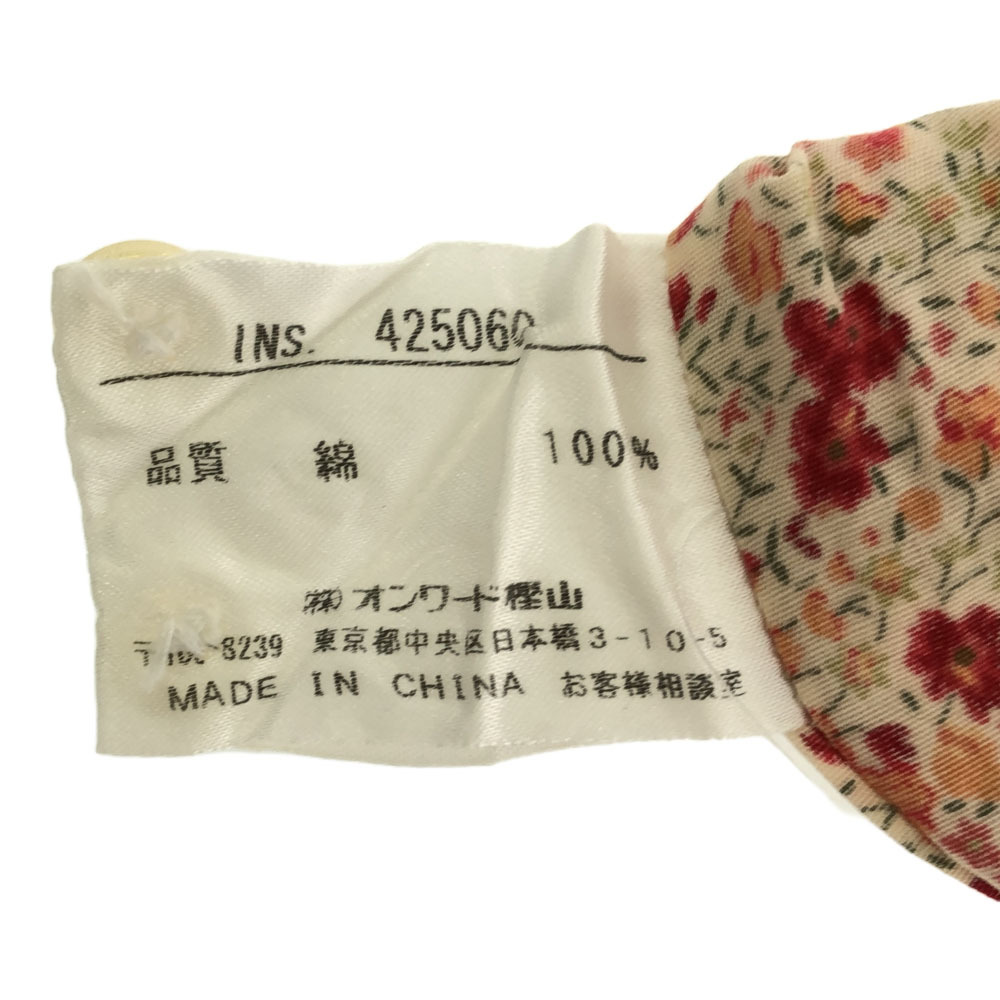 INS. 425060
品質 綿 100%
㈱オンワード樫山
8239 東京都中央区日本橋3-10-5
MADE IN CHINA お客様相談室